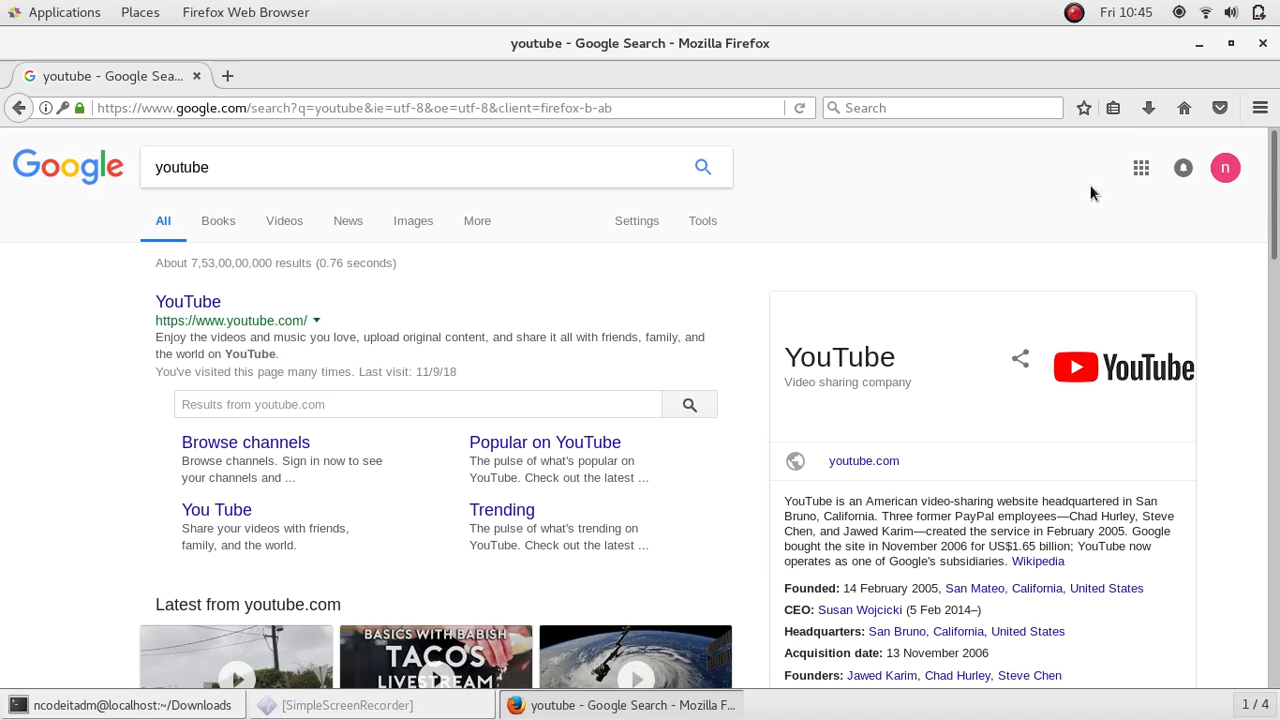 Applications Places Firefox Web Browser Fri 10:45
youtube - Google Search - Mozilla Firefox
youtube - Google Sea...
https://www.google.com/search?q=youtube&ie=utf-8&oe=utf-8&client=firefox-b-ab Search
Google youtube n
All Books Videos News Images More Settings Tools
About 7,53,00,00,000 results (0.76 seconds)
YouTube
https://www.youtube.com/
Enjoy the videos and music you love, upload original content, and share it all with friends, family, and
the world on YouTube.
You've visited this page many times. Last visit: 11/9/18
Results from youtube.com
Browse channels
Browse channels. Sign in now to see
your channels and ...
Popular on YouTube
The pulse of what's popular on
YouTube. Check out the latest ...
You Tube
Share your videos with friends,
family, and the world.
Trending
The pulse of what's trending on
YouTube. Check out the latest ...
Latest from youtube.com
BASICS WITH BABISH
TACOS
LIVESTREAM
YouTube
Video sharing company
YouTube
youtube.com
YouTube is an American video-sharing website headquartered in San
Bruno, California. Three former PayPal employees—Chad Hurley, Steve
Chen, and Jawed Karim—created the service in February 2005. Google
bought the site in November 2006 for US$1.65 billion; YouTube now
operates as one of Google's subsidiaries. Wikipedia
Founded: 14 February 2005, San Mateo, California, United States
CEO: Susan Wojcicki (5 Feb 2014–)
Headquarters: San Bruno, California, United States
Acquisition date: 13 November 2006
Founders: Jawed Karim, Chad Hurley, Steve Chen
ncodeitadm@localhost:~/Downloads [SimpleScreenRecorder] youtube - Google Search - Mozilla F... 1 / 4